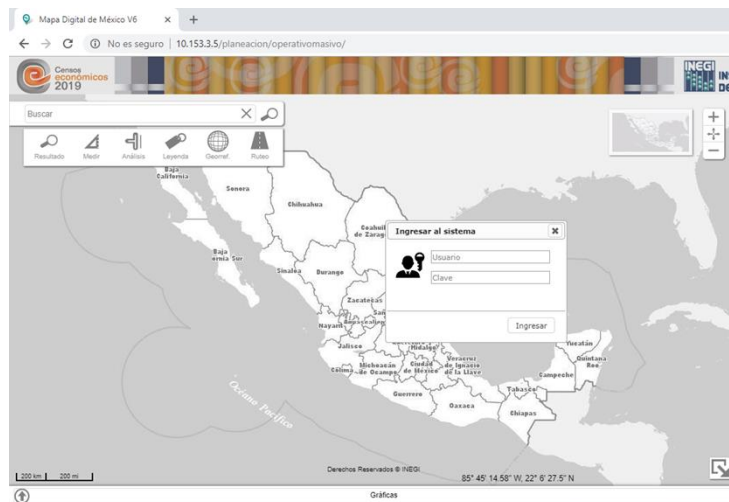 Mapa Digital de México V6
No es seguro | 10.153.3.5/planeacion/operativomasivo/
Censos
económicos
2019
INEGI
Buscar
Resultado Medir Análisis Leyenda Georref. Ruteo
Baja
California
Sonora
Chihuahua
Ingresar al sistema
Usuario
Clave
Ingresar
Baja
Sur
Sinaloa
Durango
Zacatecas
Nayarit
Jalisco
Hidalgo
Colima
Michoacán
de Ocampo
Ciudad
de México
Veracruz
de Ignacio
de la Llave
Guerrero
Oaxaca
Tabasco
Chiapas
Campeche
Yucatán
Quintana
Roo
Océano Pacífico
200 km 200 mi
Derechos Reservados © INEGI
85° 45' 14.58" W, 22° 6' 27.5" N
Gráficas